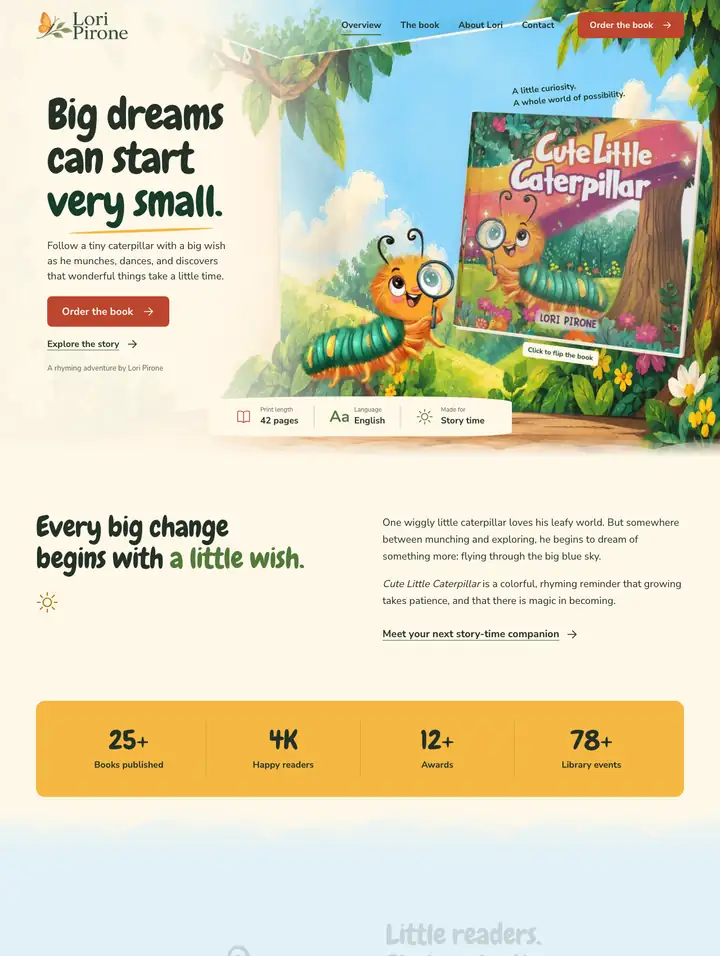 Lori
Pirone
Overview
The book
About Lori
Contact
Order the book
Big dreams
can start
very small.
Follow a tiny caterpillar with a big wish
as he munches, dances, and discovers
that wonderful things take a little time.
Order the book
Explore the story
A rhyming adventure by Lori Pirone
A little curiosity.
A whole world of possibility.
Cute Little
Caterpillar
LORI PIRONE
Click to flip the book
Print length
42 pages
Aa
Language
English
Made for
Story time
Every big change
begins with a little wish.
One wiggly little caterpillar loves his leafy world. But somewhere
between munching and exploring, he begins to dream of
something more: flying through the big blue sky.
Cute Little Caterpillar is a colorful, rhyming reminder that growing
takes patience, and that there is magic in becoming.
Meet your next story-time companion
25+
Books published
4K
Happy readers
12+
Awards
78+
Library events
Little readers.